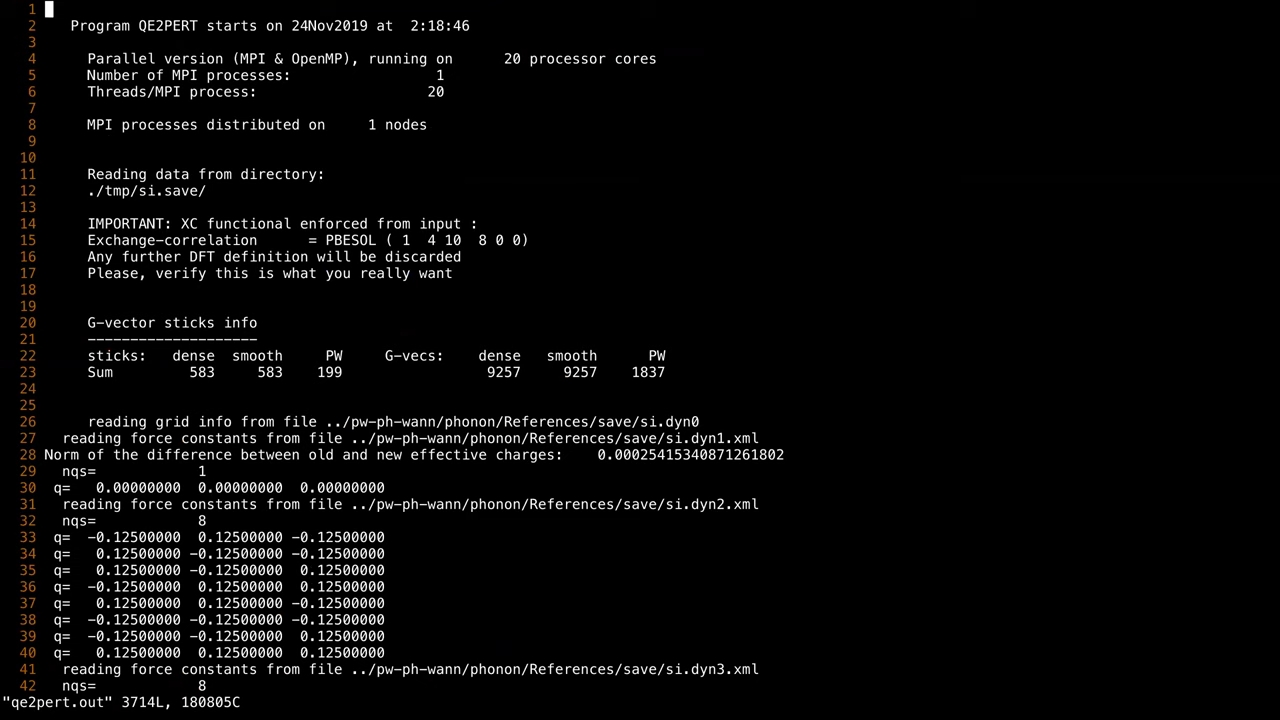 1
2 Program QE2PERT starts on 24Nov2019 at 2:18:46
3
4 Parallel version (MPI & OpenMP), running on 20 processor cores
5 Number of MPI processes: 1
6 Threads/MPI process: 20
7
8 MPI processes distributed on 1 nodes
9
10
11 Reading data from directory:
12 ./tmp/si.save/
13
14 IMPORTANT: XC functional enforced from input :
15 Exchange-correlation = PBESOL ( 1 4 10 8 0 0)
16 Any further DFT definition will be discarded
17 Please, verify this is what you really want
18
19
20 G-vector sticks info
21 --------------------
22 sticks: dense smooth PW G-vecs: dense smooth PW
23 Sum 583 583 199 9257 9257 1837
24
25
26 reading grid info from file ../pw-ph-wann/phonon/References/save/si.dyn0
27 reading force constants from file ../pw-ph-wann/phonon/References/save/si.dyn1.xml
28 Norm of the difference between old and new effective charges: 0.00025415340871261802
29 nqs= 1
30 q= 0.00000000 0.00000000 0.00000000
31 reading force constants from file ../pw-ph-wann/phonon/References/save/si.dyn2.xml
32 nqs= 8
33 q= -0.12500000 0.12500000 -0.12500000
34 q= 0.12500000 -0.12500000 -0.12500000
35 q= 0.12500000 -0.12500000 0.12500000
36 q= -0.12500000 0.12500000 0.12500000
37 q= 0.12500000 0.12500000 -0.12500000
38 q= -0.12500000 -0.12500000 -0.12500000
39 q= -0.12500000 -0.12500000 0.12500000
40 q= 0.12500000 0.12500000 0.12500000
41 reading force constants from file ../pw-ph-wann/phonon/References/save/si.dyn3.xml
42 nqs= 8
"qe2pert.out" 3714L, 180805C